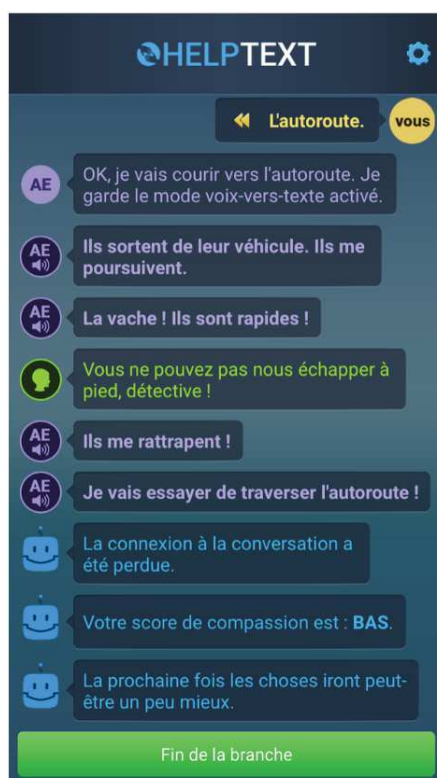 HELPTEXT
L'autoroute.
vous
AE
OK, je vais courir vers l'autoroute. Je
garde le mode voix-vers-texte activé.
AE
Ils sortent de leur véhicule. Ils me
poursuivent.
AE
La vache ! Ils sont rapides !
Vous ne pouvez pas nous échapper à
pied, détective !
AE
Ils me rattrapent !
AE
Je vais essayer de traverser l'autoroute !
La connexion à la conversation a
été perdue.
Votre score de compassion est : BAS.
La prochaine fois les choses iront peut-
être un peu mieux.
Fin de la branche